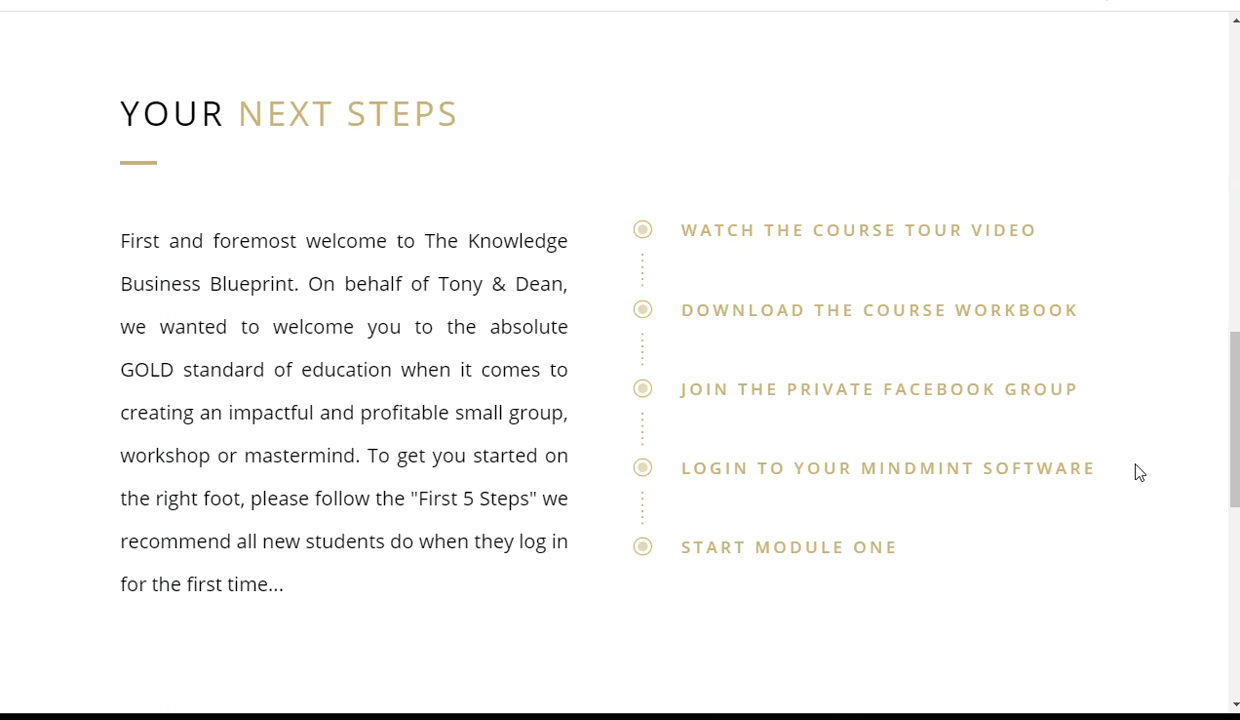 YOUR NEXT STEPS
First and foremost welcome to The Knowledge
Business Blueprint. On behalf of Tony & Dean,
we wanted to welcome you to the absolute
GOLD standard of education when it comes to
creating an impactful and profitable small group,
workshop or mastermind. To get you started on
the right foot, please follow the "First 5 Steps" we
recommend all new students do when they log in
for the first time...
WATCH THE COURSE TOUR VIDEO
DOWNLOAD THE COURSE WORKBOOK
JOIN THE PRIVATE FACEBOOK GROUP
LOGIN TO YOUR MINDMINT SOFTWARE
START MODULE ONE